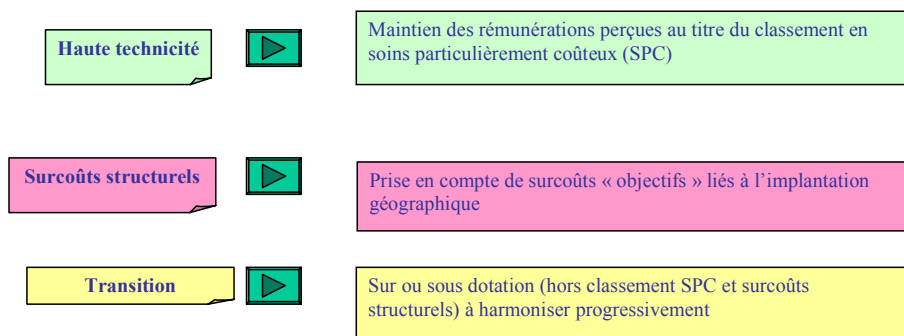 Haute technicité
Maintien des rémunérations perçues au titre du classement en
soins particulièrement coûteux (SPC)
Surcoûts structurels
Prise en compte de surcoûts « objectifs » liés à l’implantation
géographique
Transition
Sur ou sous dotation (hors classement SPC et surcoûts
structurels) à harmoniser progressivement